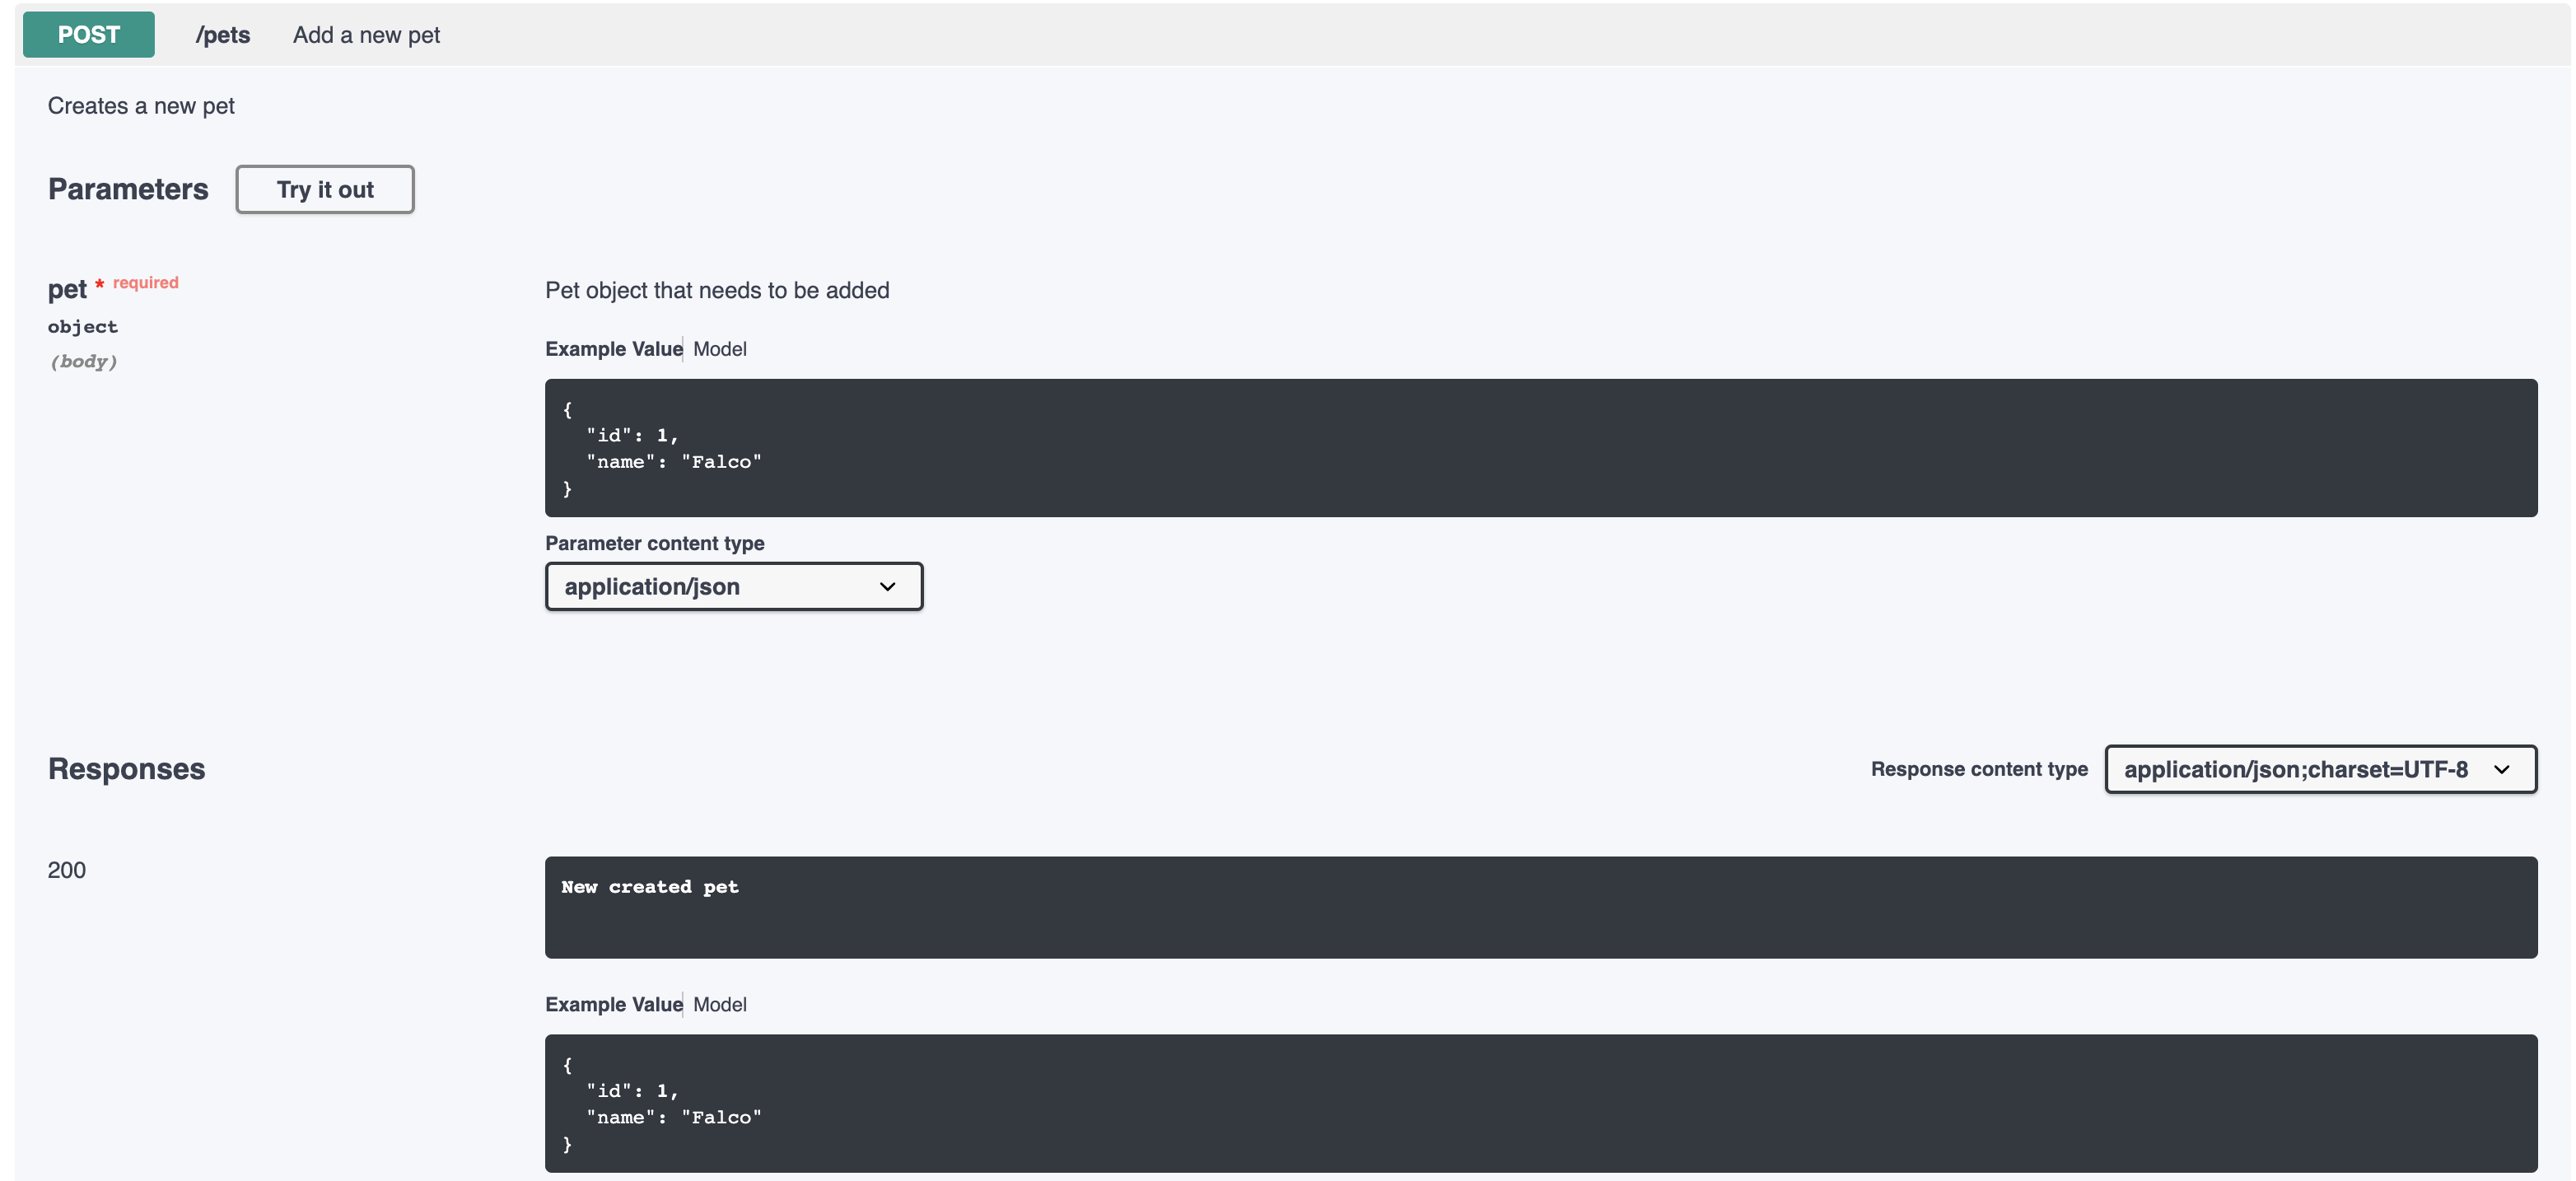 POST /pets Add a new pet
Creates a new pet
Parameters Try it out
pet * required
object
(body)
Pet object that needs to be added
Example Value Model
{
  "id": 1,
  "name": "Falco"
}
Parameter content type
application/json
Responses
Response content type application/json;charset=UTF-8
200
New created pet
Example Value Model
{
  "id": 1,
  "name": "Falco"
}